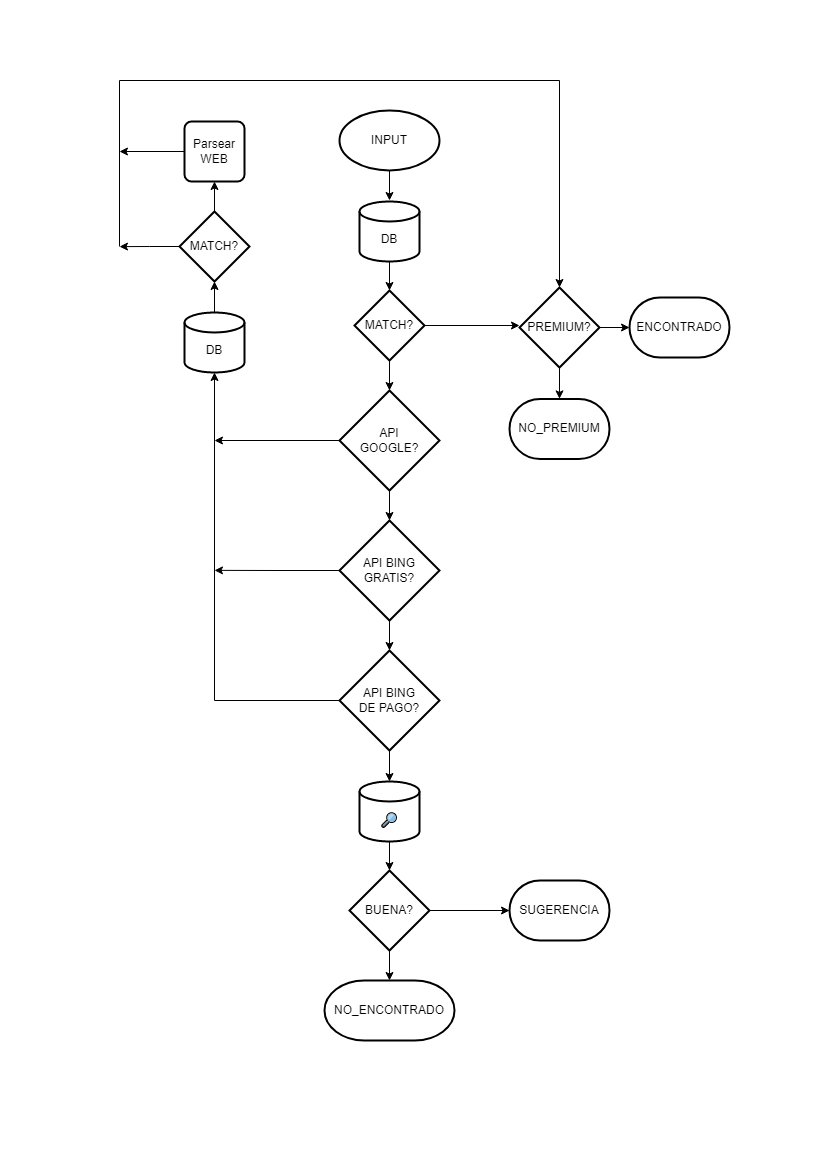 Parsear
WEB
INPUT
DB
MATCH?
MATCH?
PREMIUM?
ENCONTRADO
DB
NO_PREMIUM
API
GOOGLE?
API BING
GRATIS?
API BING
DE PAGO?
BUENA?
SUGERENCIA
NO_ENCONTRADO